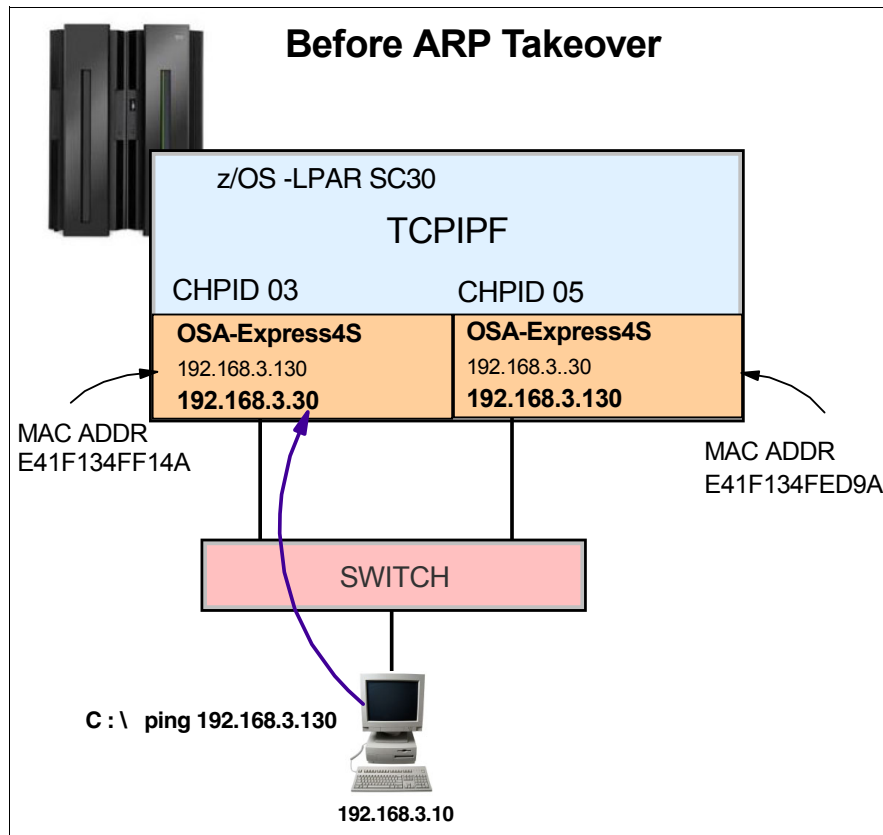 Before ARP Takeover
z/OS -LPAR SC30
TCPIPF
CHPID 03
CHPID 05
OSA-Express4S
192.168.3.130
192.168.3.30
OSA-Express4S
192.168.3..30
192.168.3.130
MAC ADDR
E41F134FF14A
MAC ADDR
E41F134FED9A
SWITCH
C : \ ping 192.168.3.130
192.168.3.10